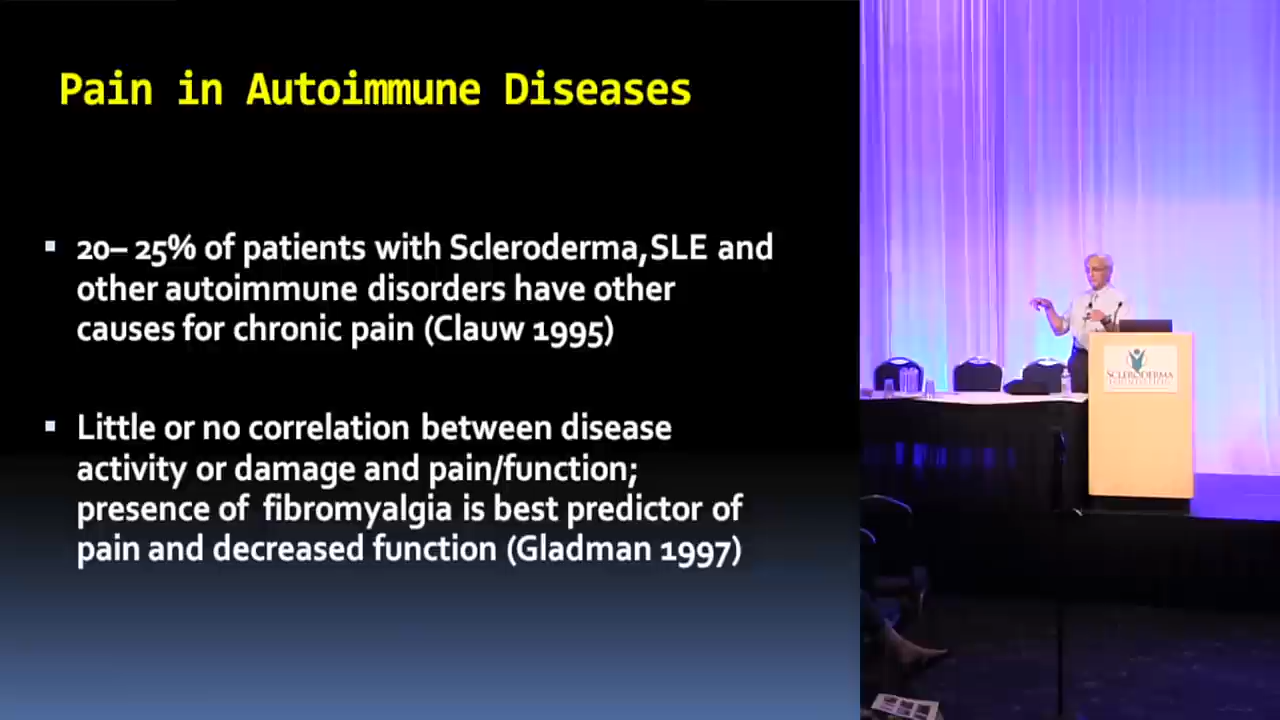 Pain in Autoimmune Diseases
▪ 20– 25% of patients with Scleroderma,SLE and
other autoimmune disorders have other
causes for chronic pain (Clauw 1995)
▪ Little or no correlation between disease
activity or damage and pain/function;
presence of fibromyalgia is best predictor of
pain and decreased function (Gladman 1997)
SCLERODERMA